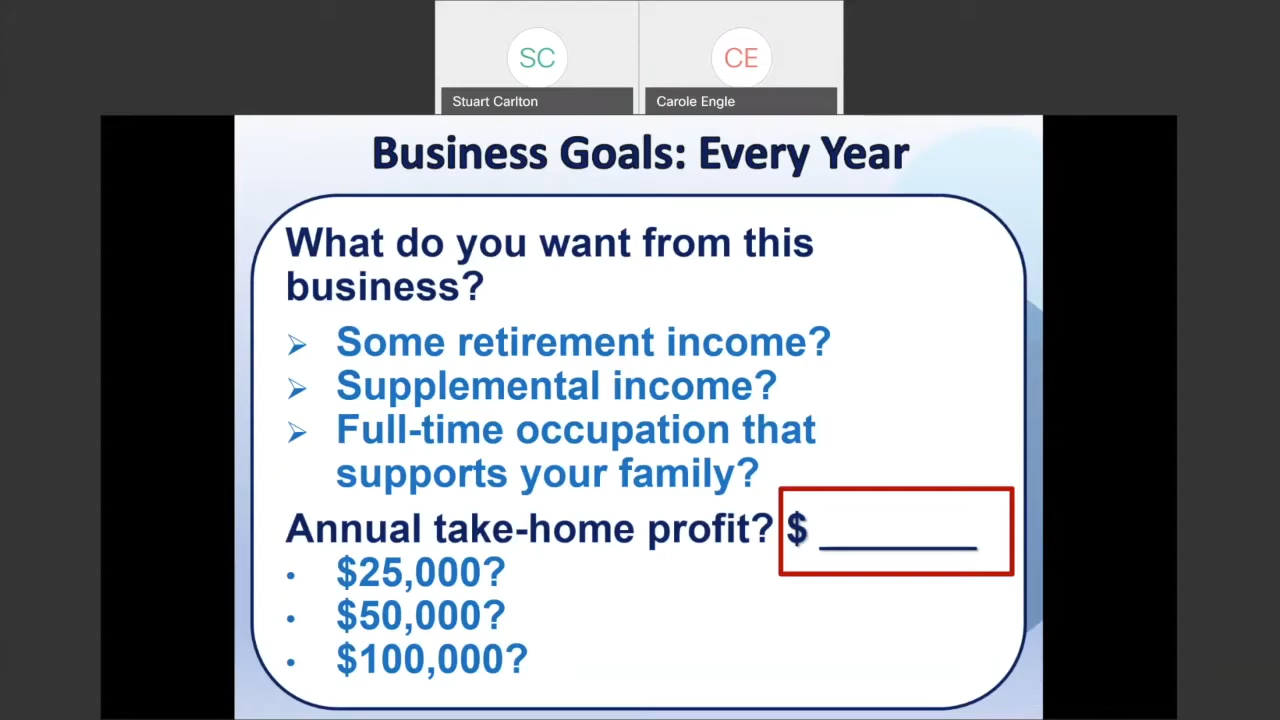 SC
CE
Stuart Carlton
Carole Engle
Business Goals: Every Year
What do you want from this
business?
➢ Some retirement income?
➢ Supplemental income?
➢ Full-time occupation that
supports your family?
Annual take-home profit? $ ________
• $25,000?
• $50,000?
• $100,000?